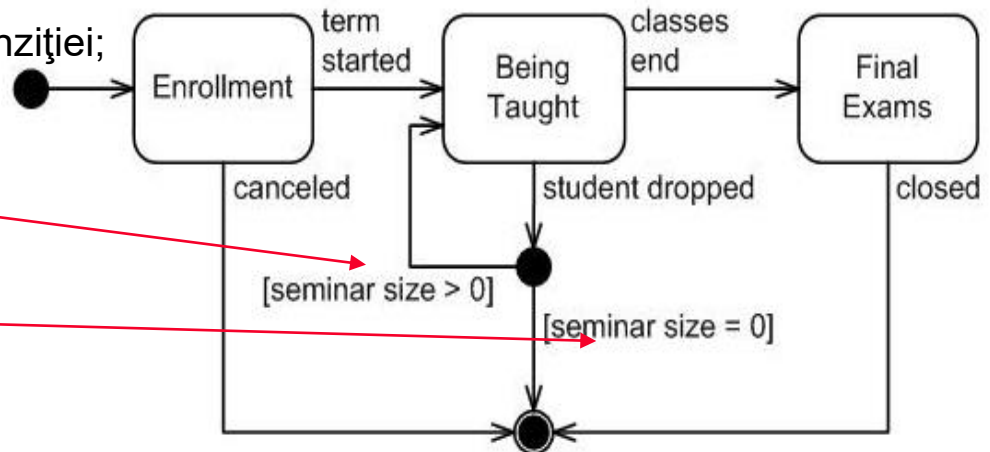 nziţiei;
term
started
classes
end
Enrollment
Being
Taught
Final
Exams
canceled
student dropped
closed
[seminar size > 0]
[seminar size = 0]